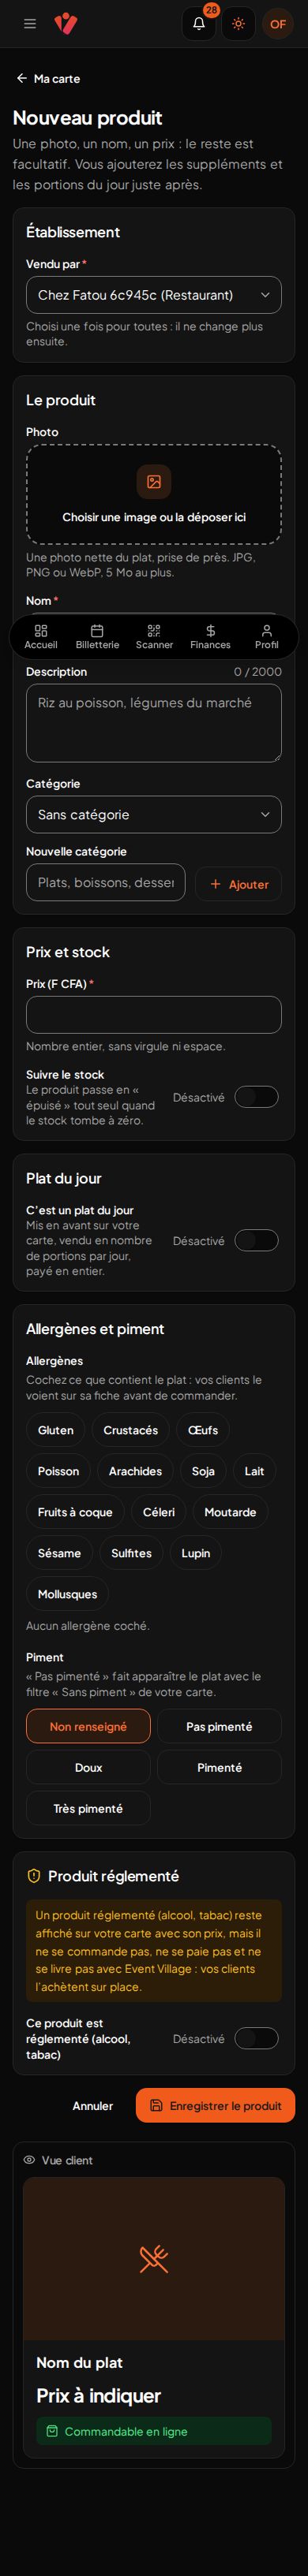 28
OF
Ma carte
Nouveau produit
Une photo, un nom, un prix : le reste est
facultatif. Vous ajouterez les suppléments et
les portions du jour juste après.
Établissement
Vendu par *
Chez Fatou 6c945c (Restaurant)
Choisi une fois pour toutes : il ne change plus
ensuite.
Le produit
Photo
Choisir une image ou la déposer ici
Une photo nette du plat, prise de près. JPG,
PNG ou WebP, 5 Mo au plus.
Nom *
Accueil Billetterie Scanner Finances Profil
Description 0 / 2000
Riz au poisson, légumes du marché
Catégorie
Sans catégorie
Nouvelle catégorie
Plats, boissons, desser
Ajouter
Prix et stock
Prix (F CFA) *
Nombre entier, sans virgule ni espace.
Suivre le stock
Le produit passe en «
épuisé » tout seul quand
le stock tombe à zéro.
Désactivé
Plat du jour
C'est un plat du jour
Mis en avant sur votre
carte, vendu en nombre
de portions par jour,
payé en entier.
Désactivé
Allergènes et piment
Allergènes
Cochez ce que contient le plat : vos clients le
voient sur sa fiche avant de commander.
Gluten Crustacés Œufs
Poisson Arachides Soja Lait
Fruits à coque Céleri Moutarde
Sésame Sulfites Lupin
Mollusques
Aucun allergène coché.
Piment
« Pas pimenté » fait apparaître le plat avec le
filtre « Sans piment » de votre carte.
Non renseigné Pas pimenté
Doux Pimenté
Très pimenté
Produit réglementé
Un produit réglementé (alcool, tabac) reste
affiché sur votre carte avec son prix, mais il
ne se commande pas, ne se paie pas et ne
se livre pas avec Event Village : vos clients
l'achètent sur place.
Ce produit est
réglementé (alcool,
tabac)
Désactivé
Annuler Enregistrer le produit
Vue client
Nom du plat
Prix à indiquer
Commandable en ligne